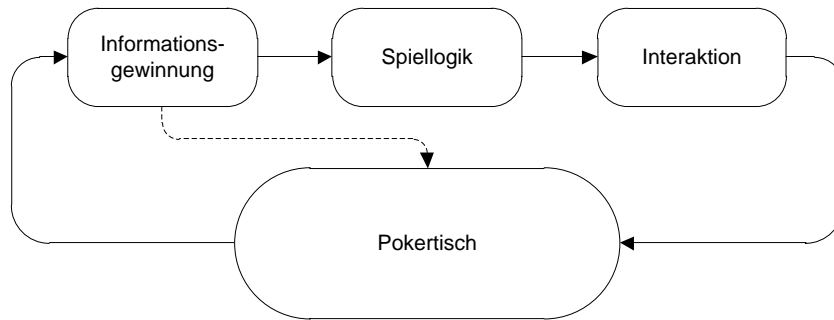 Informations-
gewinnung
Spiellogik
Interaktion
Pokertisch